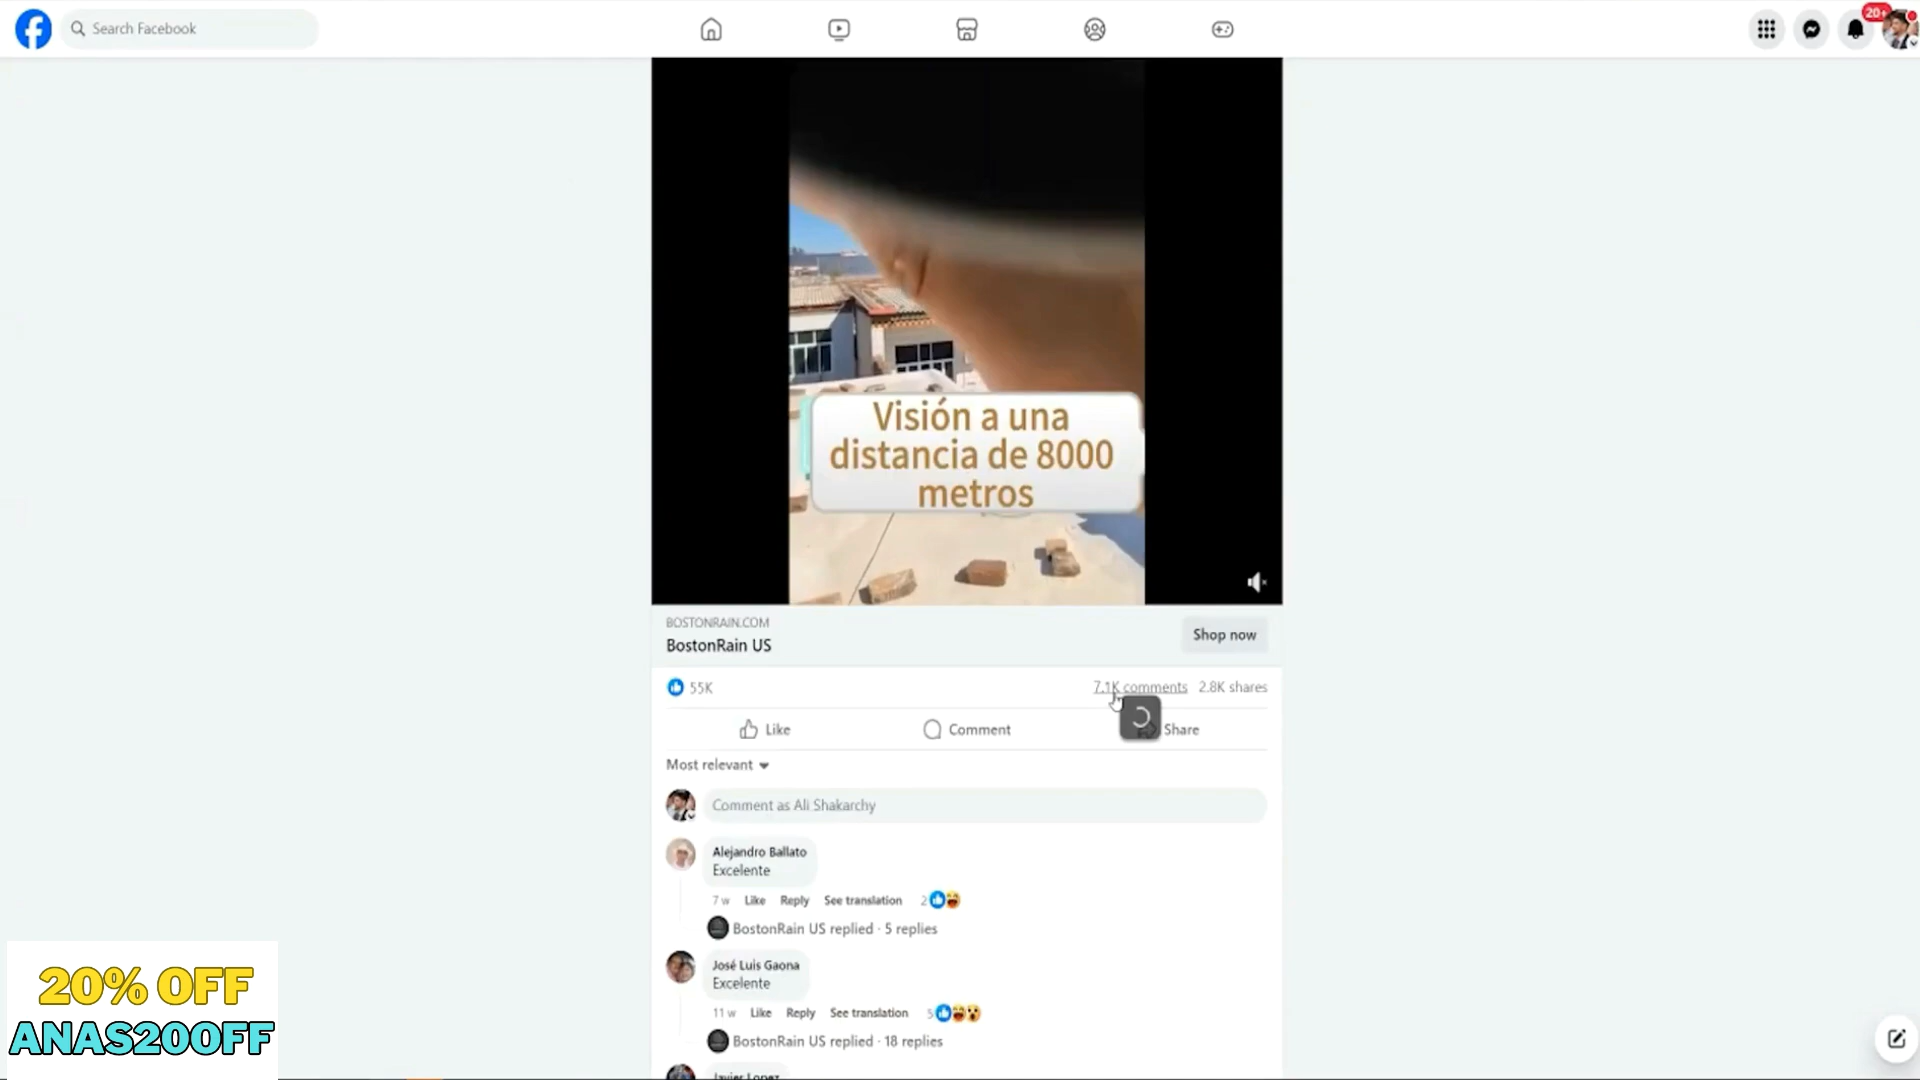 Search Facebook
20+
Visión a una
distancia de 8000
metros
BOSTONRAIN.COM
BostonRain US
Shop now
55K
7.1K comments 2.8K shares
Like
Comment
Share
Most relevant
Comment as Ali Shakarchy
Alejandro Ballato
Excelente
7 w Like Reply See translation 2
BostonRain US replied · 5 replies
José Luis Gaona
Excelente
11 w Like Reply See translation 5
BostonRain US replied · 18 replies
Javier Lopez
20% OFF
ANAS20OFF